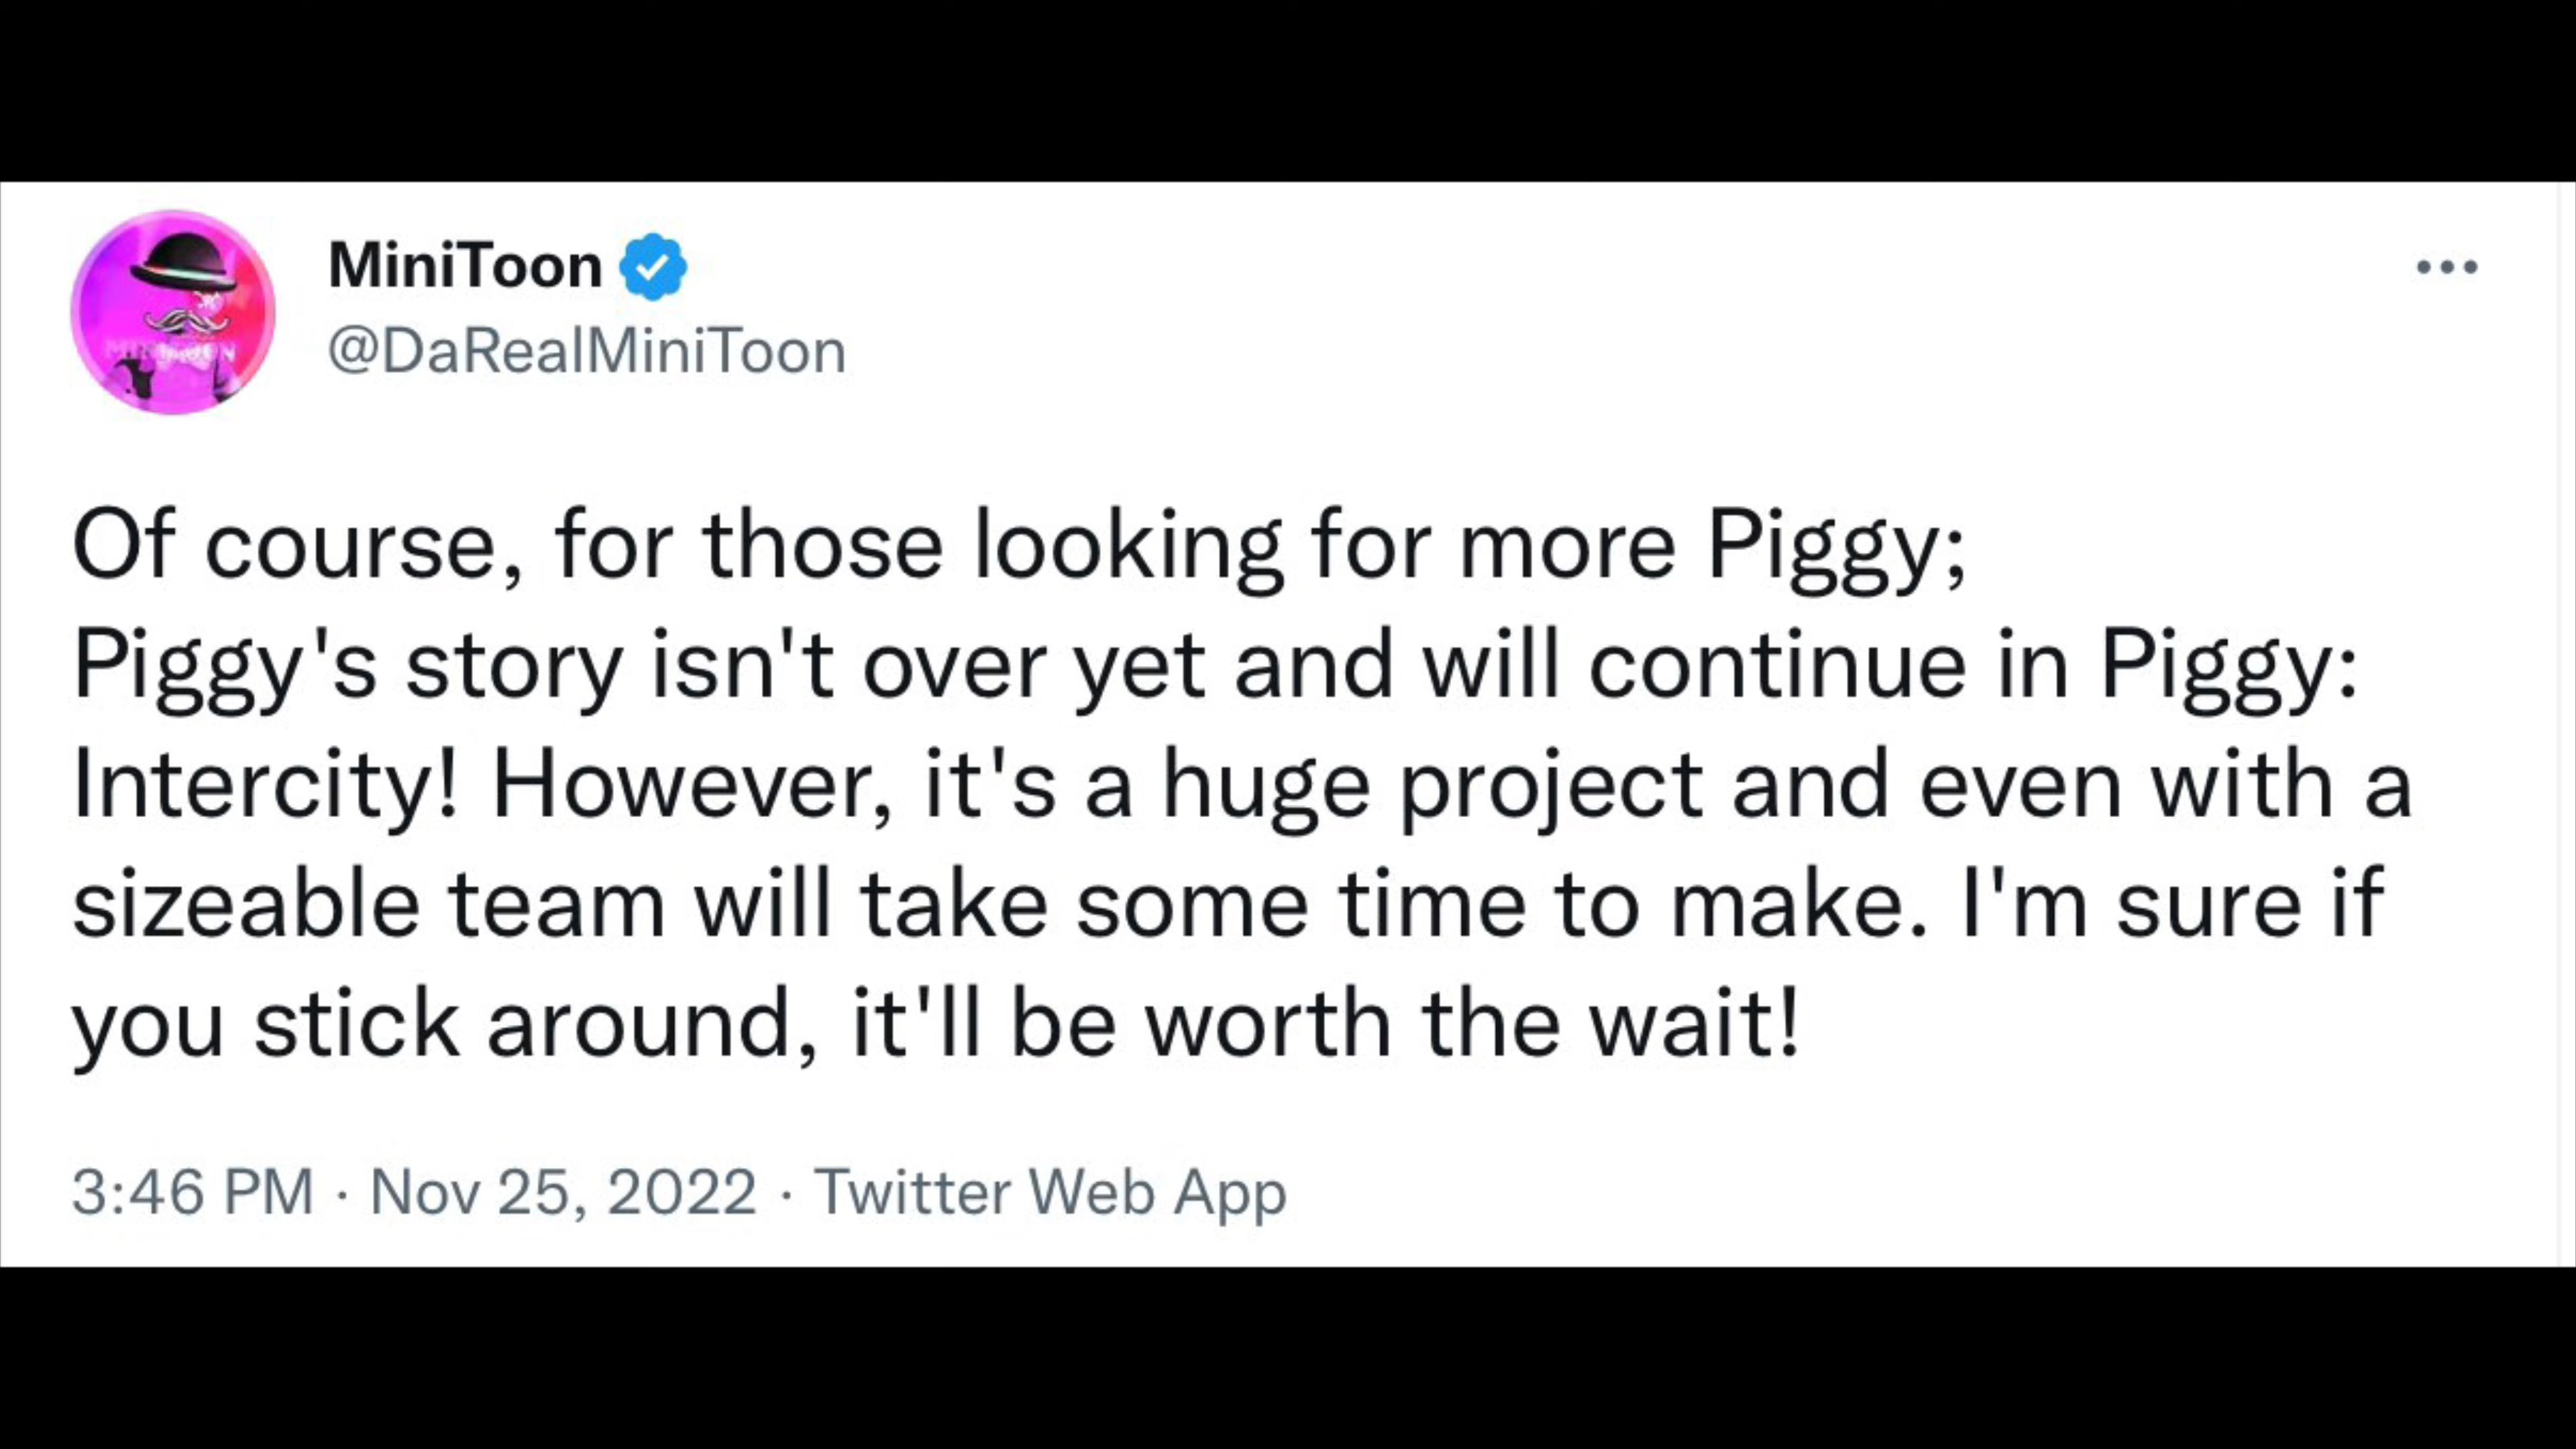 MiniToon
@DaRealMiniToon
Of course, for those looking for more Piggy;
Piggy's story isn't over yet and will continue in Piggy:
Intercity! However, it's a huge project and even with a
sizeable team will take some time to make. I'm sure if
you stick around, it'll be worth the wait!
3:46 PM · Nov 25, 2022 · Twitter Web App